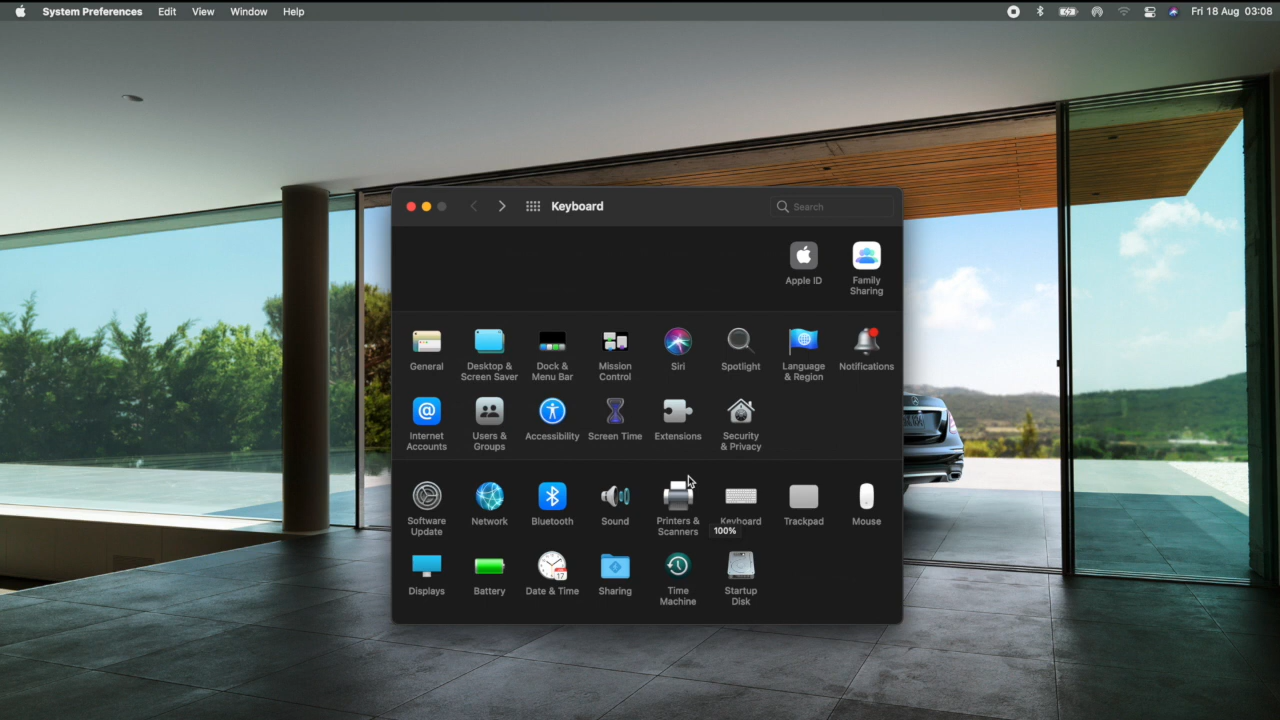 System Preferences Edit View Window Help Fri 18 Aug 03:08
Keyboard Search
Apple ID Family
Sharing
General Desktop & Dock & Mission Siri Spotlight Language Notifications
Screen Saver Menu Bar Control & Region
Internet Users & Accessibility Screen Time Extensions Security
Accounts Groups & Privacy
Software Network Bluetooth Sound Printers & Keyboard Trackpad Mouse
Update Scanners 100%
17
Displays Battery Date & Time Sharing Time Startup
Machine Disk